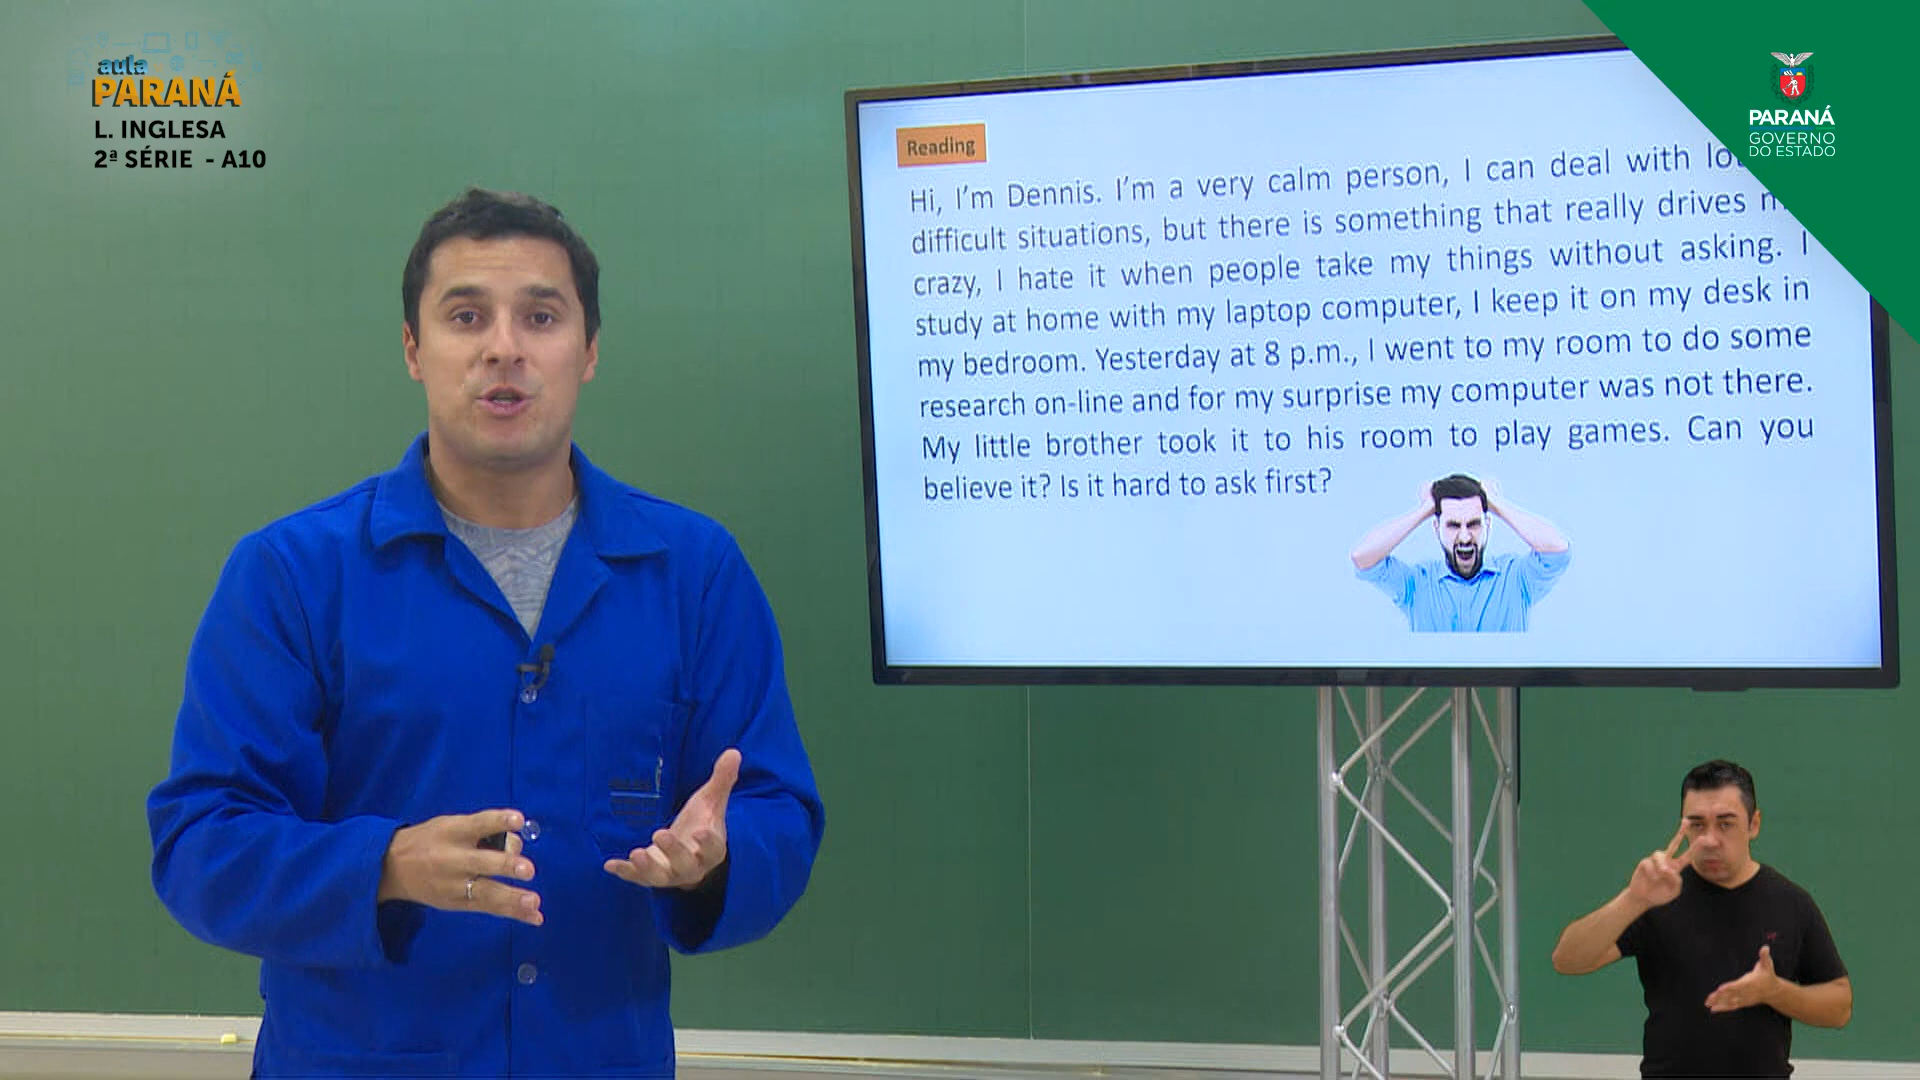 aula
PARANÁ
L. INGLESA
2ª SÉRIE - A10
PARANÁ
GOVERNO
DO ESTADO
Reading
Hi, I'm Dennis. I'm a very calm person, I can deal with
difficult situations, but there is something that really drives
crazy, I hate it when people take my things without asking. I
study at home with my laptop computer, I keep it on my desk in
my bedroom. Yesterday at 8 p.m., I went to my room to do some
research on-line and for my surprise my computer was not there.
My little brother took it to his room to play games. Can you
believe it? Is it hard to ask first?